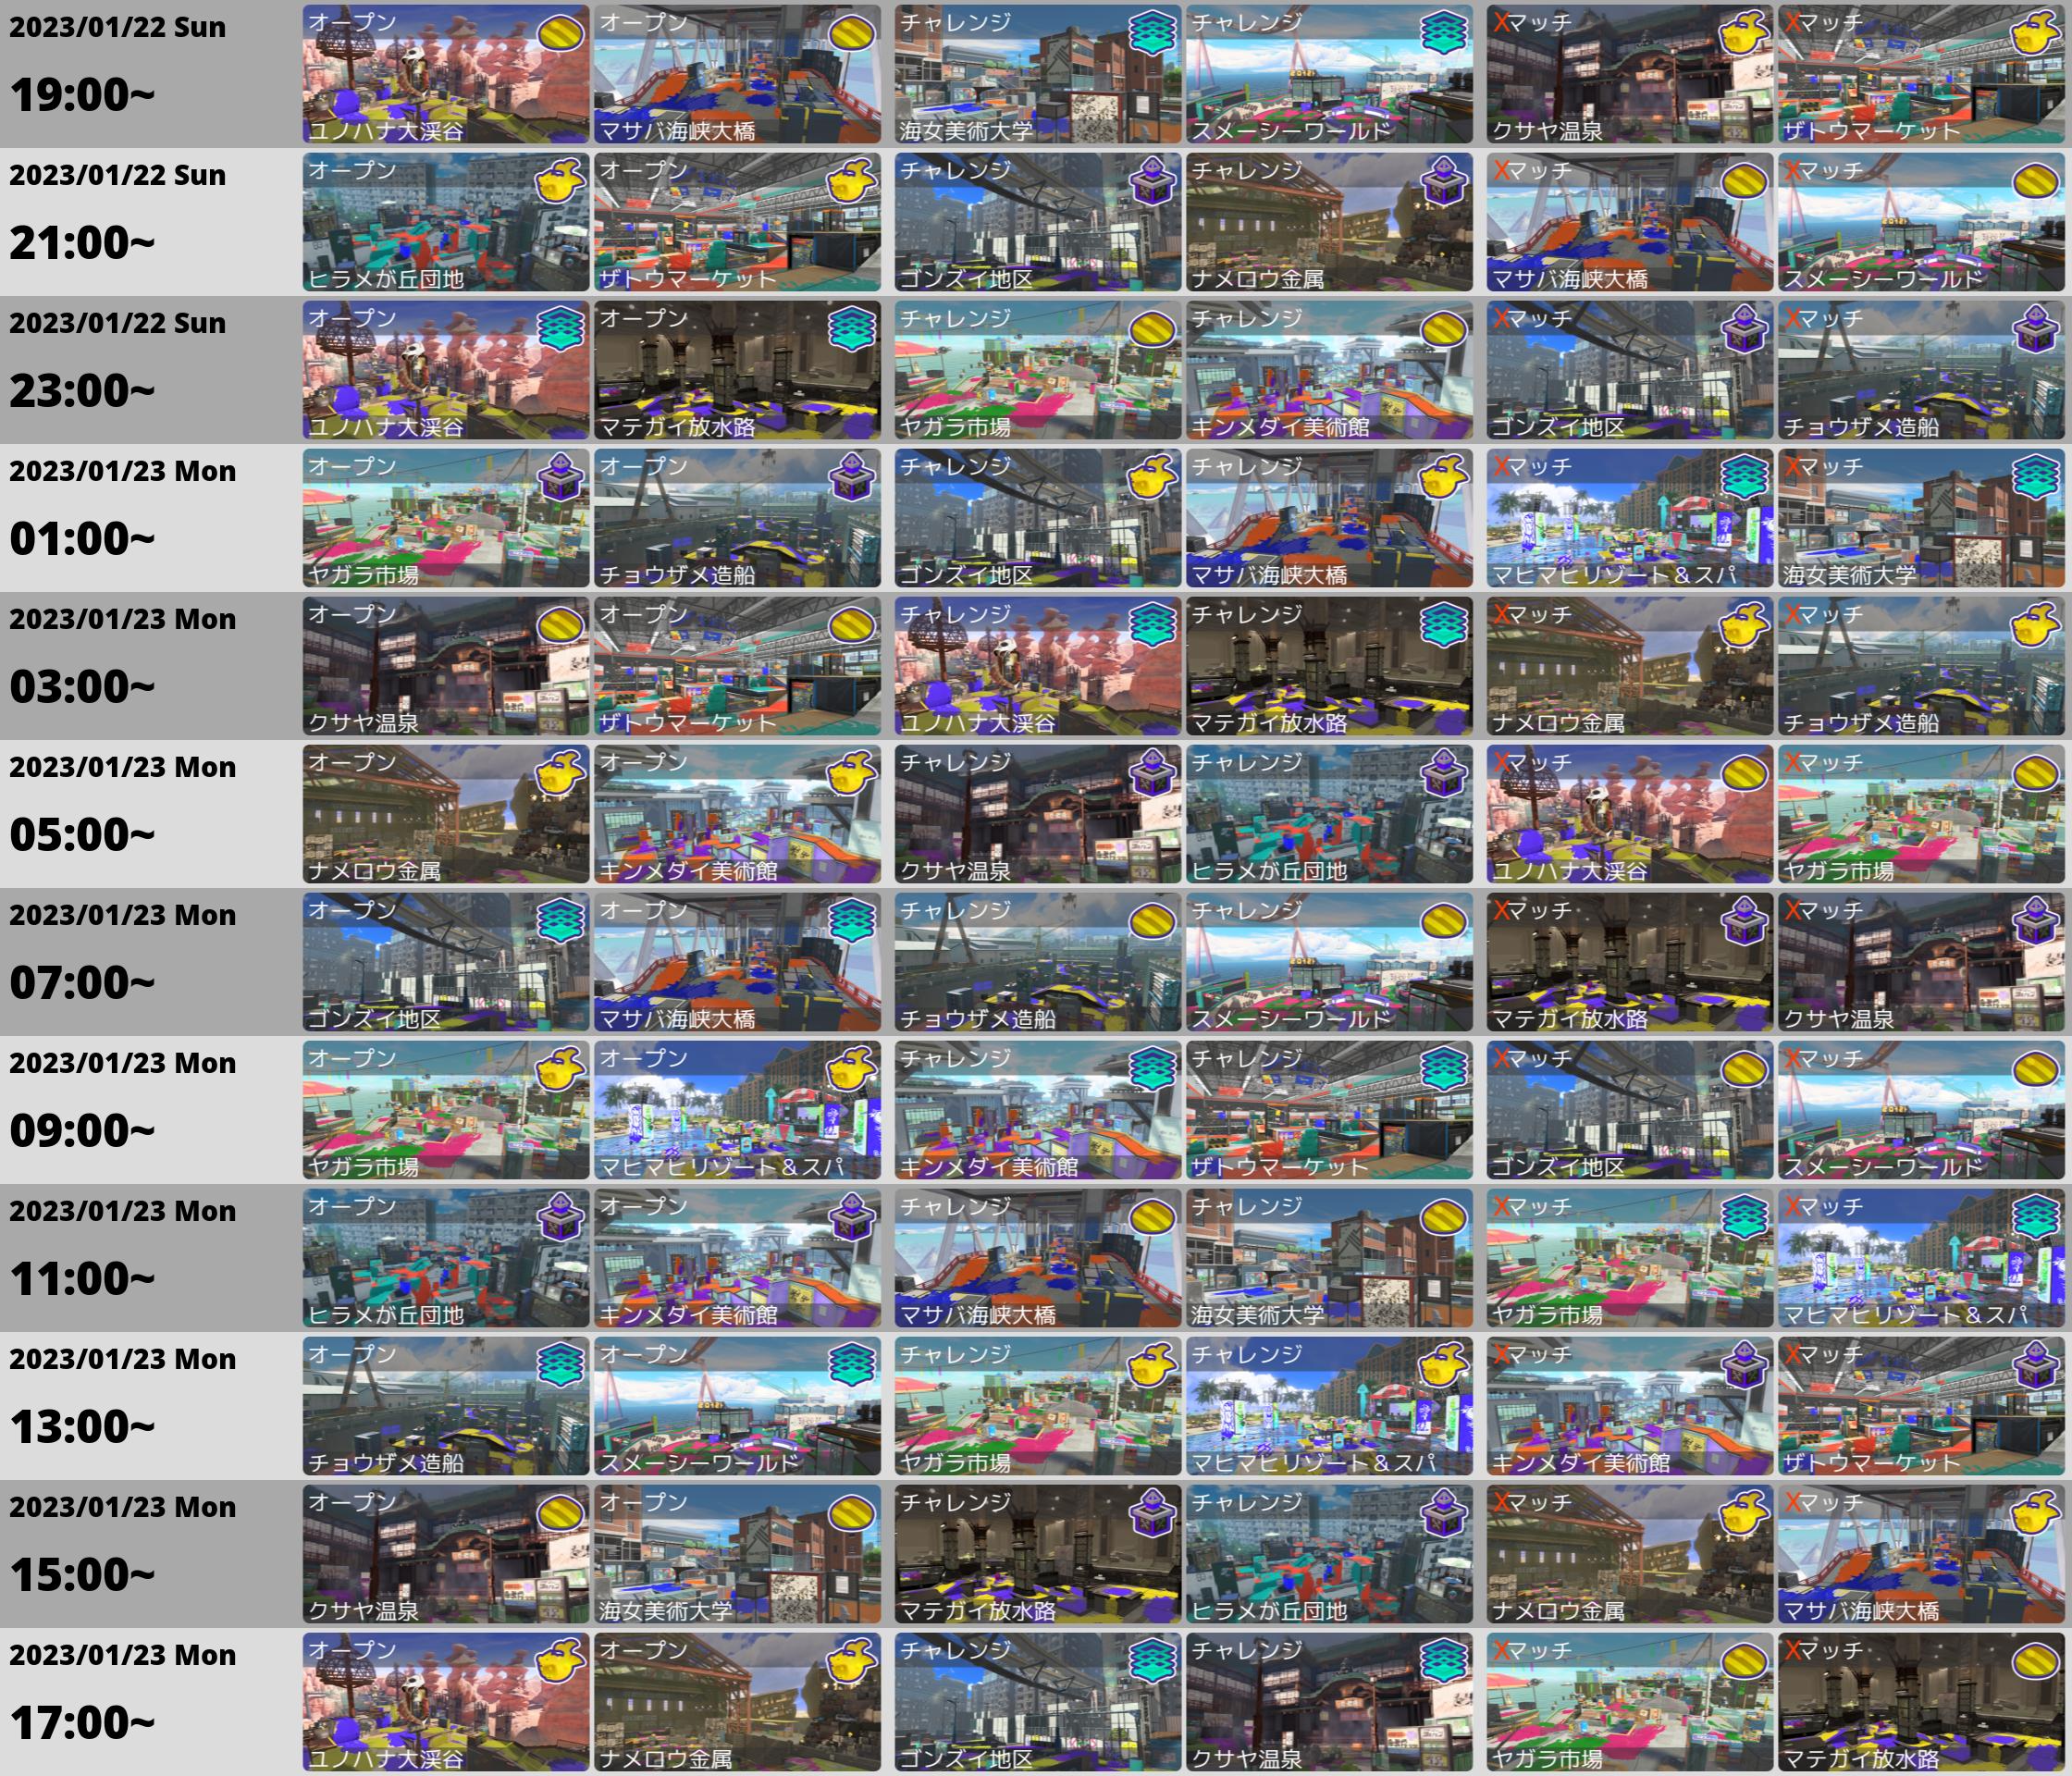 2023/01/22 Sun
19:00~
オープン オープン チャレンジ チャレンジ Xマッチ Xマッチ
ユノハナ大渓谷 マサバ海峡大橋 海女美術大学 スメーシーワールド クサヤ温泉 ザトウマーケット
2023/01/22 Sun
21:00~
オープン オープン チャレンジ チャレンジ Xマッチ Xマッチ
ヒラメが丘団地 ザトウマーケット ゴンズイ地区 ナメロウ金属 マサバ海峡大橋 スメーシーワールド
2023/01/22 Sun
23:00~
オープン オープン チャレンジ チャレンジ Xマッチ Xマッチ
ユノハナ大渓谷 マテガイ放水路 ヤガラ市場 キンメダイ美術館 ゴンズイ地区 チョウザメ造船
2023/01/23 Mon
01:00~
オープン オープン チャレンジ チャレンジ Xマッチ Xマッチ
ヤガラ市場 チョウザメ造船 ゴンズイ地区 マサバ海峡大橋 マヒマヒリゾート＆スパ 海女美術大学
2023/01/23 Mon
03:00~
オープン オープン チャレンジ チャレンジ Xマッチ Xマッチ
クサヤ温泉 ザトウマーケット ユノハナ大渓谷 マテガイ放水路 ナメロウ金属 チョウザメ造船
2023/01/23 Mon
05:00~
オープン オープン チャレンジ チャレンジ Xマッチ Xマッチ
ナメロウ金属 キンメダイ美術館 クサヤ温泉 ヒラメが丘団地 ユノハナ大渓谷 ヤガラ市場
2023/01/23 Mon
07:00~
オープン オープン チャレンジ チャレンジ Xマッチ Xマッチ
ゴンズイ地区 マサバ海峡大橋 チョウザメ造船 スメーシーワールド マテガイ放水路 クサヤ温泉
2023/01/23 Mon
09:00~
オープン オープン チャレンジ チャレンジ Xマッチ Xマッチ
ヤガラ市場 マヒマヒリゾート＆スパ キンメダイ美術館 ザトウマーケット ゴンズイ地区 スメーシーワールド
2023/01/23 Mon
11:00~
オープン オープン チャレンジ チャレンジ Xマッチ Xマッチ
ヒラメが丘団地 キンメダイ美術館 マサバ海峡大橋 海女美術大学 ヤガラ市場 マヒマヒリゾート＆スパ
2023/01/23 Mon
13:00~
オープン オープン チャレンジ チャレンジ Xマッチ Xマッチ
チョウザメ造船 スメーシーワールド ヤガラ市場 マヒマヒリゾート＆スパ キンメダイ美術館 ザトウマーケット
2023/01/23 Mon
15:00~
オープン オープン チャレンジ チャレンジ Xマッチ Xマッチ
クサヤ温泉 海女美術大学 マテガイ放水路 ヒラメが丘団地 ナメロウ金属 マサバ海峡大橋
2023/01/23 Mon
17:00~
オープン オープン チャレンジ チャレンジ Xマッチ Xマッチ
ユノハナ大渓谷 ナメロウ金属 ゴンズイ地区 クサヤ温泉 ヤガラ市場 マテガイ放水路